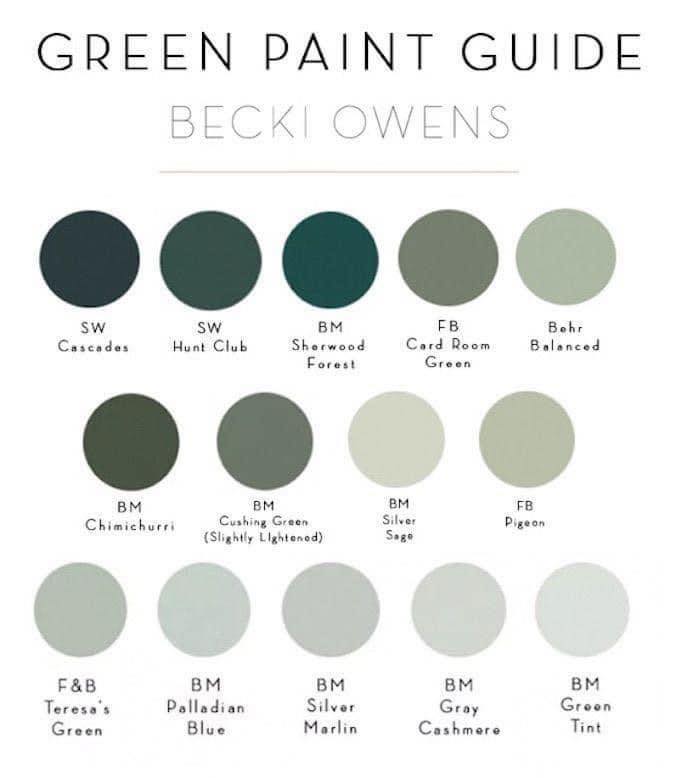 GREEN PAINT GUIDE
BECKI OWENS
SW
Cascades
SW
Hunt Club
BM
Sherwood
Forest
FB
Card Room
Green
Behr
Balanced
BM
Chimichurri
BM
Cushing Green
(Slightly LIghtened)
BM
Silver
Sage
FB
Pigeon
F&B
Teresa's
Green
BM
Palladian
Blue
BM
Silver
Marlin
BM
Gray
Cashmere
BM
Green
Tint